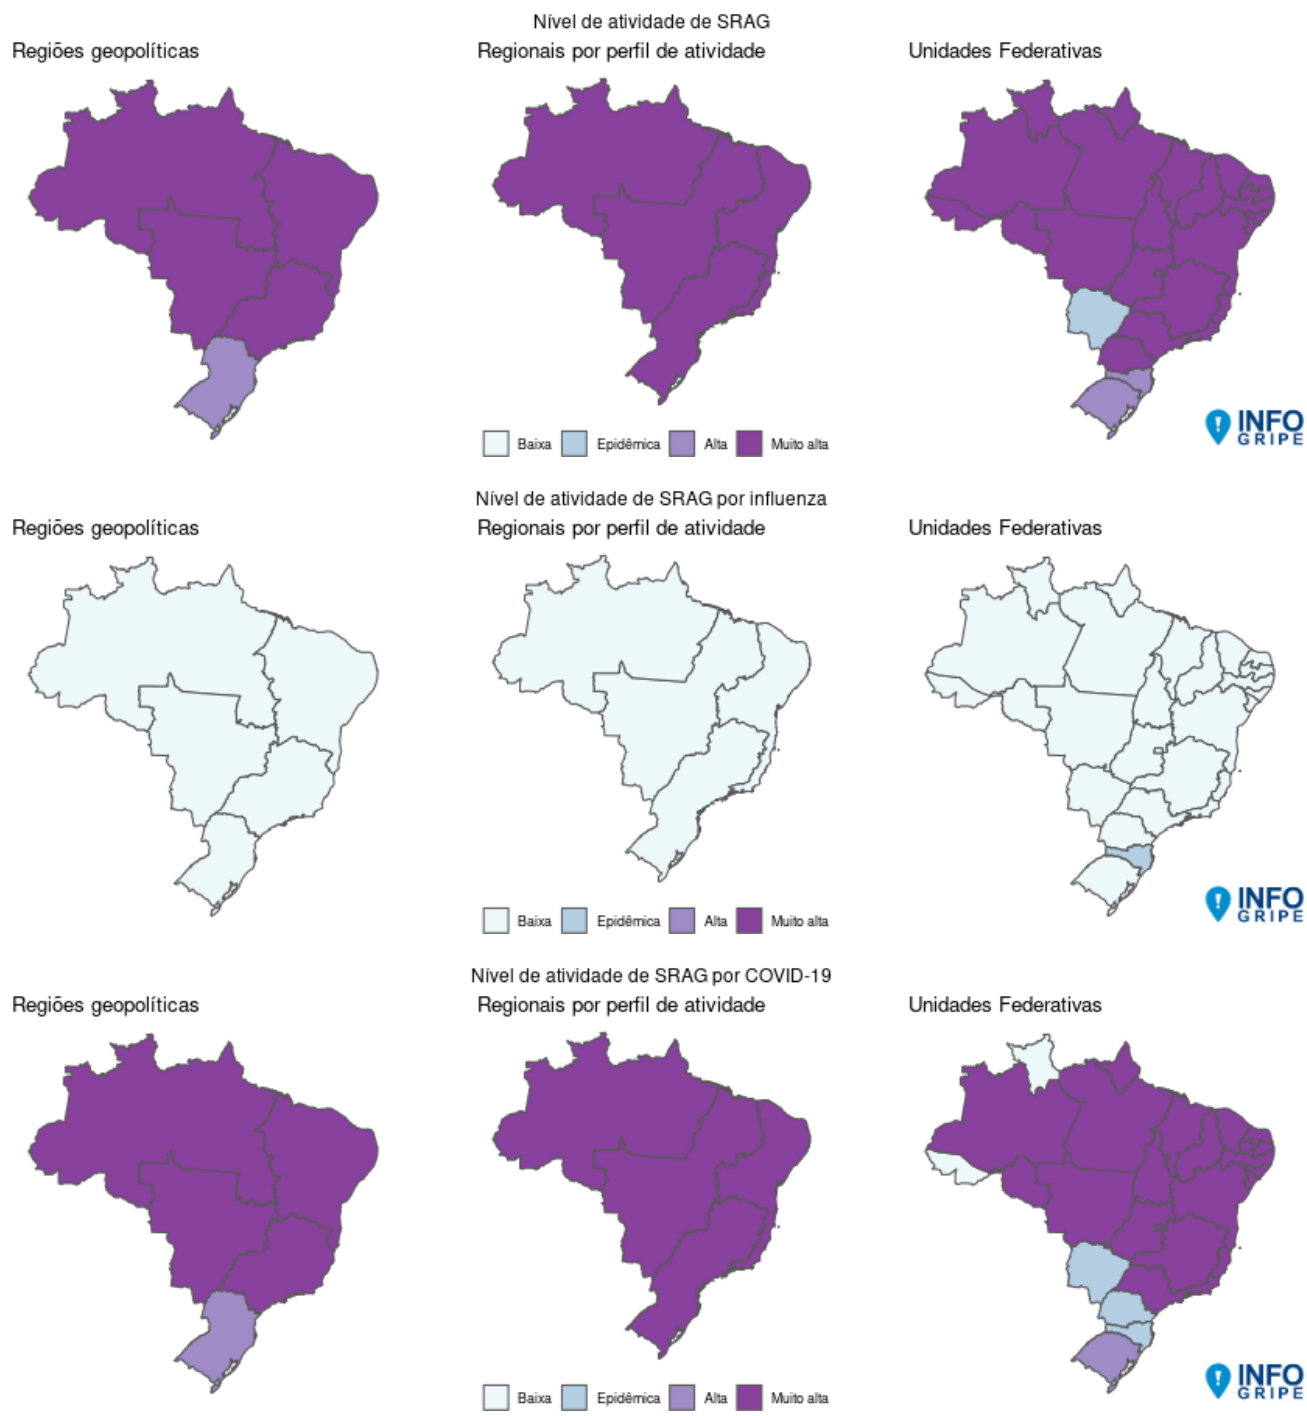 Nível de atividade de SRAG
Regiões geopolíticas
Regionais por perfil de atividade
Unidades Federativas
Baixa
Epidêmica
Alta
Muito alta
INFO
GRIPE
Nível de atividade de SRAG por influenza
Regiões geopolíticas
Regionais por perfil de atividade
Unidades Federativas
Baixa
Epidêmica
Alta
Muito alta
INFO
GRIPE
Nível de atividade de SRAG por COVID-19
Regiões geopolíticas
Regionais por perfil de atividade
Unidades Federativas
Baixa
Epidêmica
Alta
Muito alta
INFO
GRIPE